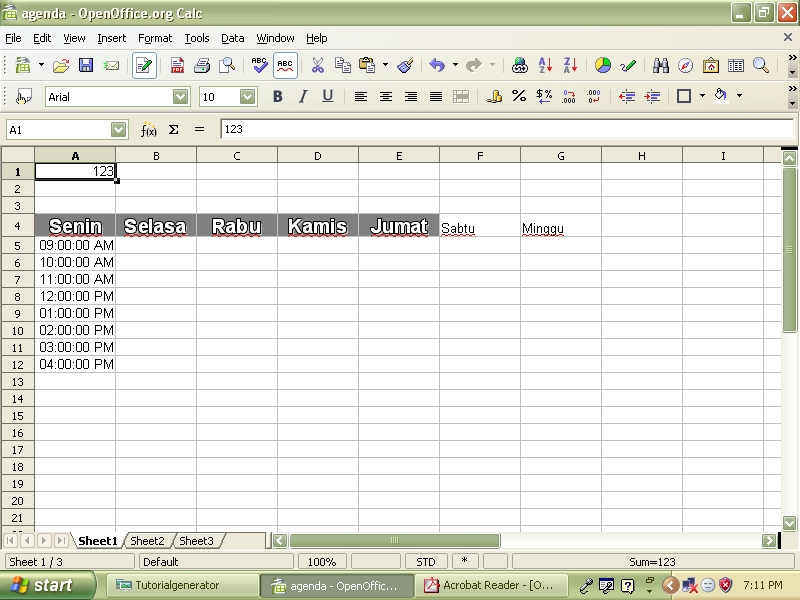 agenda - OpenOffice.org Calc
File Edit View Insert Format Tools Data Window Help
ABC ABC
Arial 10 B I U
A1 f(x) Σ = 123
A B C D E F G H I
1 123
2
3
4 Senin Selasa Rabu Kamis Jumat Sabtu Minggu
5 09:00:00 AM
6 10:00:00 AM
7 11:00:00 AM
8 12:00:00 PM
9 01:00:00 PM
10 02:00:00 PM
11 03:00:00 PM
12 04:00:00 PM
13
14
15
16
17
18
19
20
21
Sheet1 Sheet2 Sheet3
Sheet 1 / 3 Default 100% STD * Sum=123
start Tutorialgenerator agenda - OpenOffic... Acrobat Reader - [O... 7:11 PM